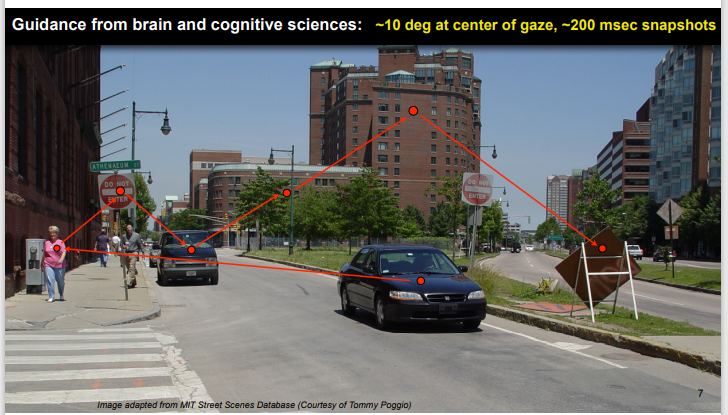 Guidance from brain and cognitive sciences: ~10 deg at center of gaze, ~200 msec snapshots
ATHENAEUM ST
DO NOT
ENTER
DO NOT
ENTER
Image adapted from MIT Street Scenes Database (Courtesy of Tommy Poggio)
7